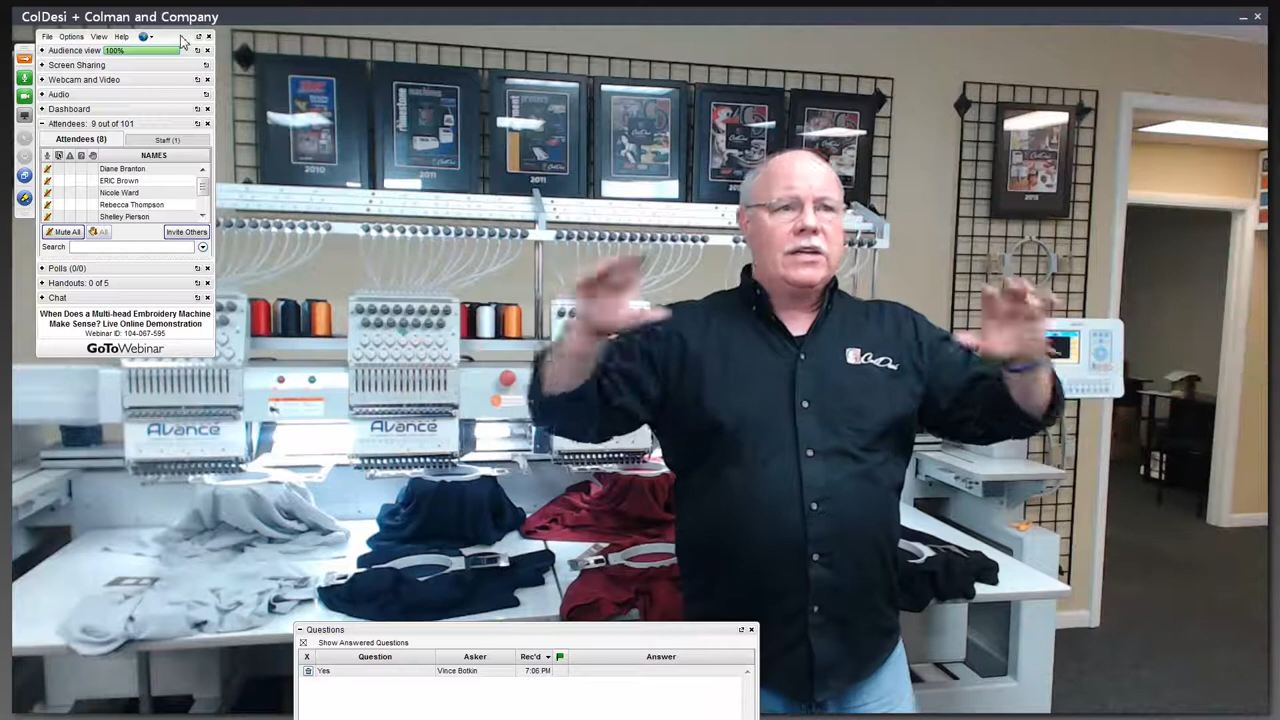 ColDesi + Colman and Company
File Options View Help
Audience view 100%
Screen Sharing
Webcam and Video
Audio
Dashboard
Attendees: 9 out of 101
Attendees (8) Staff (1)
NAMES
Diane Branton
ERIC Brown
Nicole Ward
Rebecca Thompson
Shelley Pierson
Mute All All Invite Others
Search
Polls (0/0)
Handouts: 0 of 5
Chat
When Does a Multi-head Embroidery Machine
Make Sense? Live Online Demonstration
Webinar ID: 104-067-595
GoToWebinar
2010
2011
2011
Avancé
Avancé
ColDesi
Questions
Show Answered Questions
X Question Asker Rec'd Answer
Yes Vince Botkin 7:06 PM